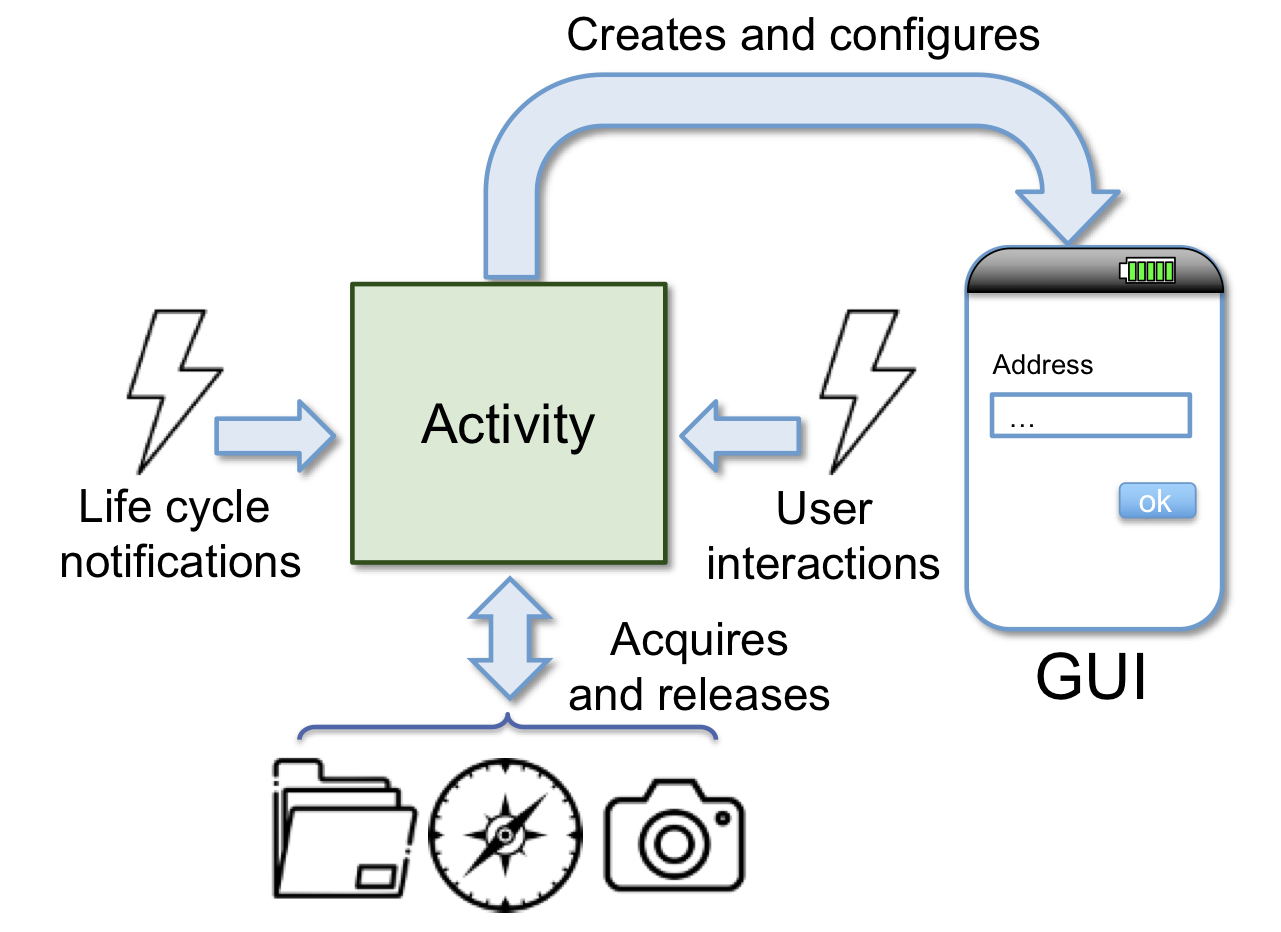 Creates and configures
Address
...
ok
Activity
Life cycle
notifications
User
interactions
GUI
Acquires
and releases